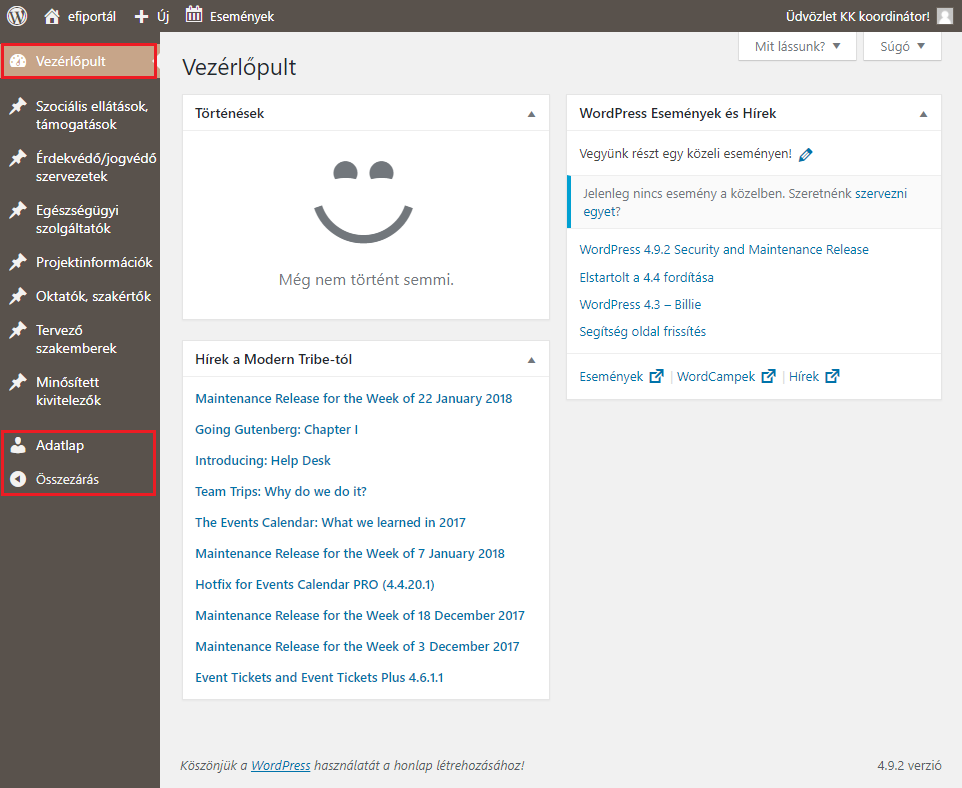 efiportál
Új
Események
Üdvözlet KK koordinátor!
Vezérlőpult
Szociális ellátások,
támogatások
Érdekvédő/jogvédő
szervezetek
Egészségügyi
szolgáltatók
Projektinformációk
Oktatók, szakértők
Tervező
szakemberek
Minősített
kivitelezők
Adatlap
Összezárás
Mit lássunk?
Súgó
Vezérlőpult
Történések
Még nem történt semmi.
Hírek a Modern Tribe-tól
Maintenance Release for the Week of 22 January 2018
Going Gutenberg: Chapter I
Introducing: Help Desk
Team Trips: Why do we do it?
The Events Calendar: What we learned in 2017
Maintenance Release for the Week of 7 January 2018
Hotfix for Events Calendar PRO (4.4.20.1)
Maintenance Release for the Week of 18 December 2017
Maintenance Release for the Week of 3 December 2017
Event Tickets and Event Tickets Plus 4.6.1.1
WordPress Események és Hírek
Vegyünk részt egy közeli eseményen!
Jelenleg nincs esemény a közelben. Szeretnénk szervezni
egyet?
WordPress 4.9.2 Security and Maintenance Release
Elstartolt a 4.4 fordítása
WordPress 4.3 – Billie
Segítség oldal frissítés
Események | WordCampek | Hírek
Köszönjük a WordPress használatát a honlap létrehozásához!
4.9.2 verzió